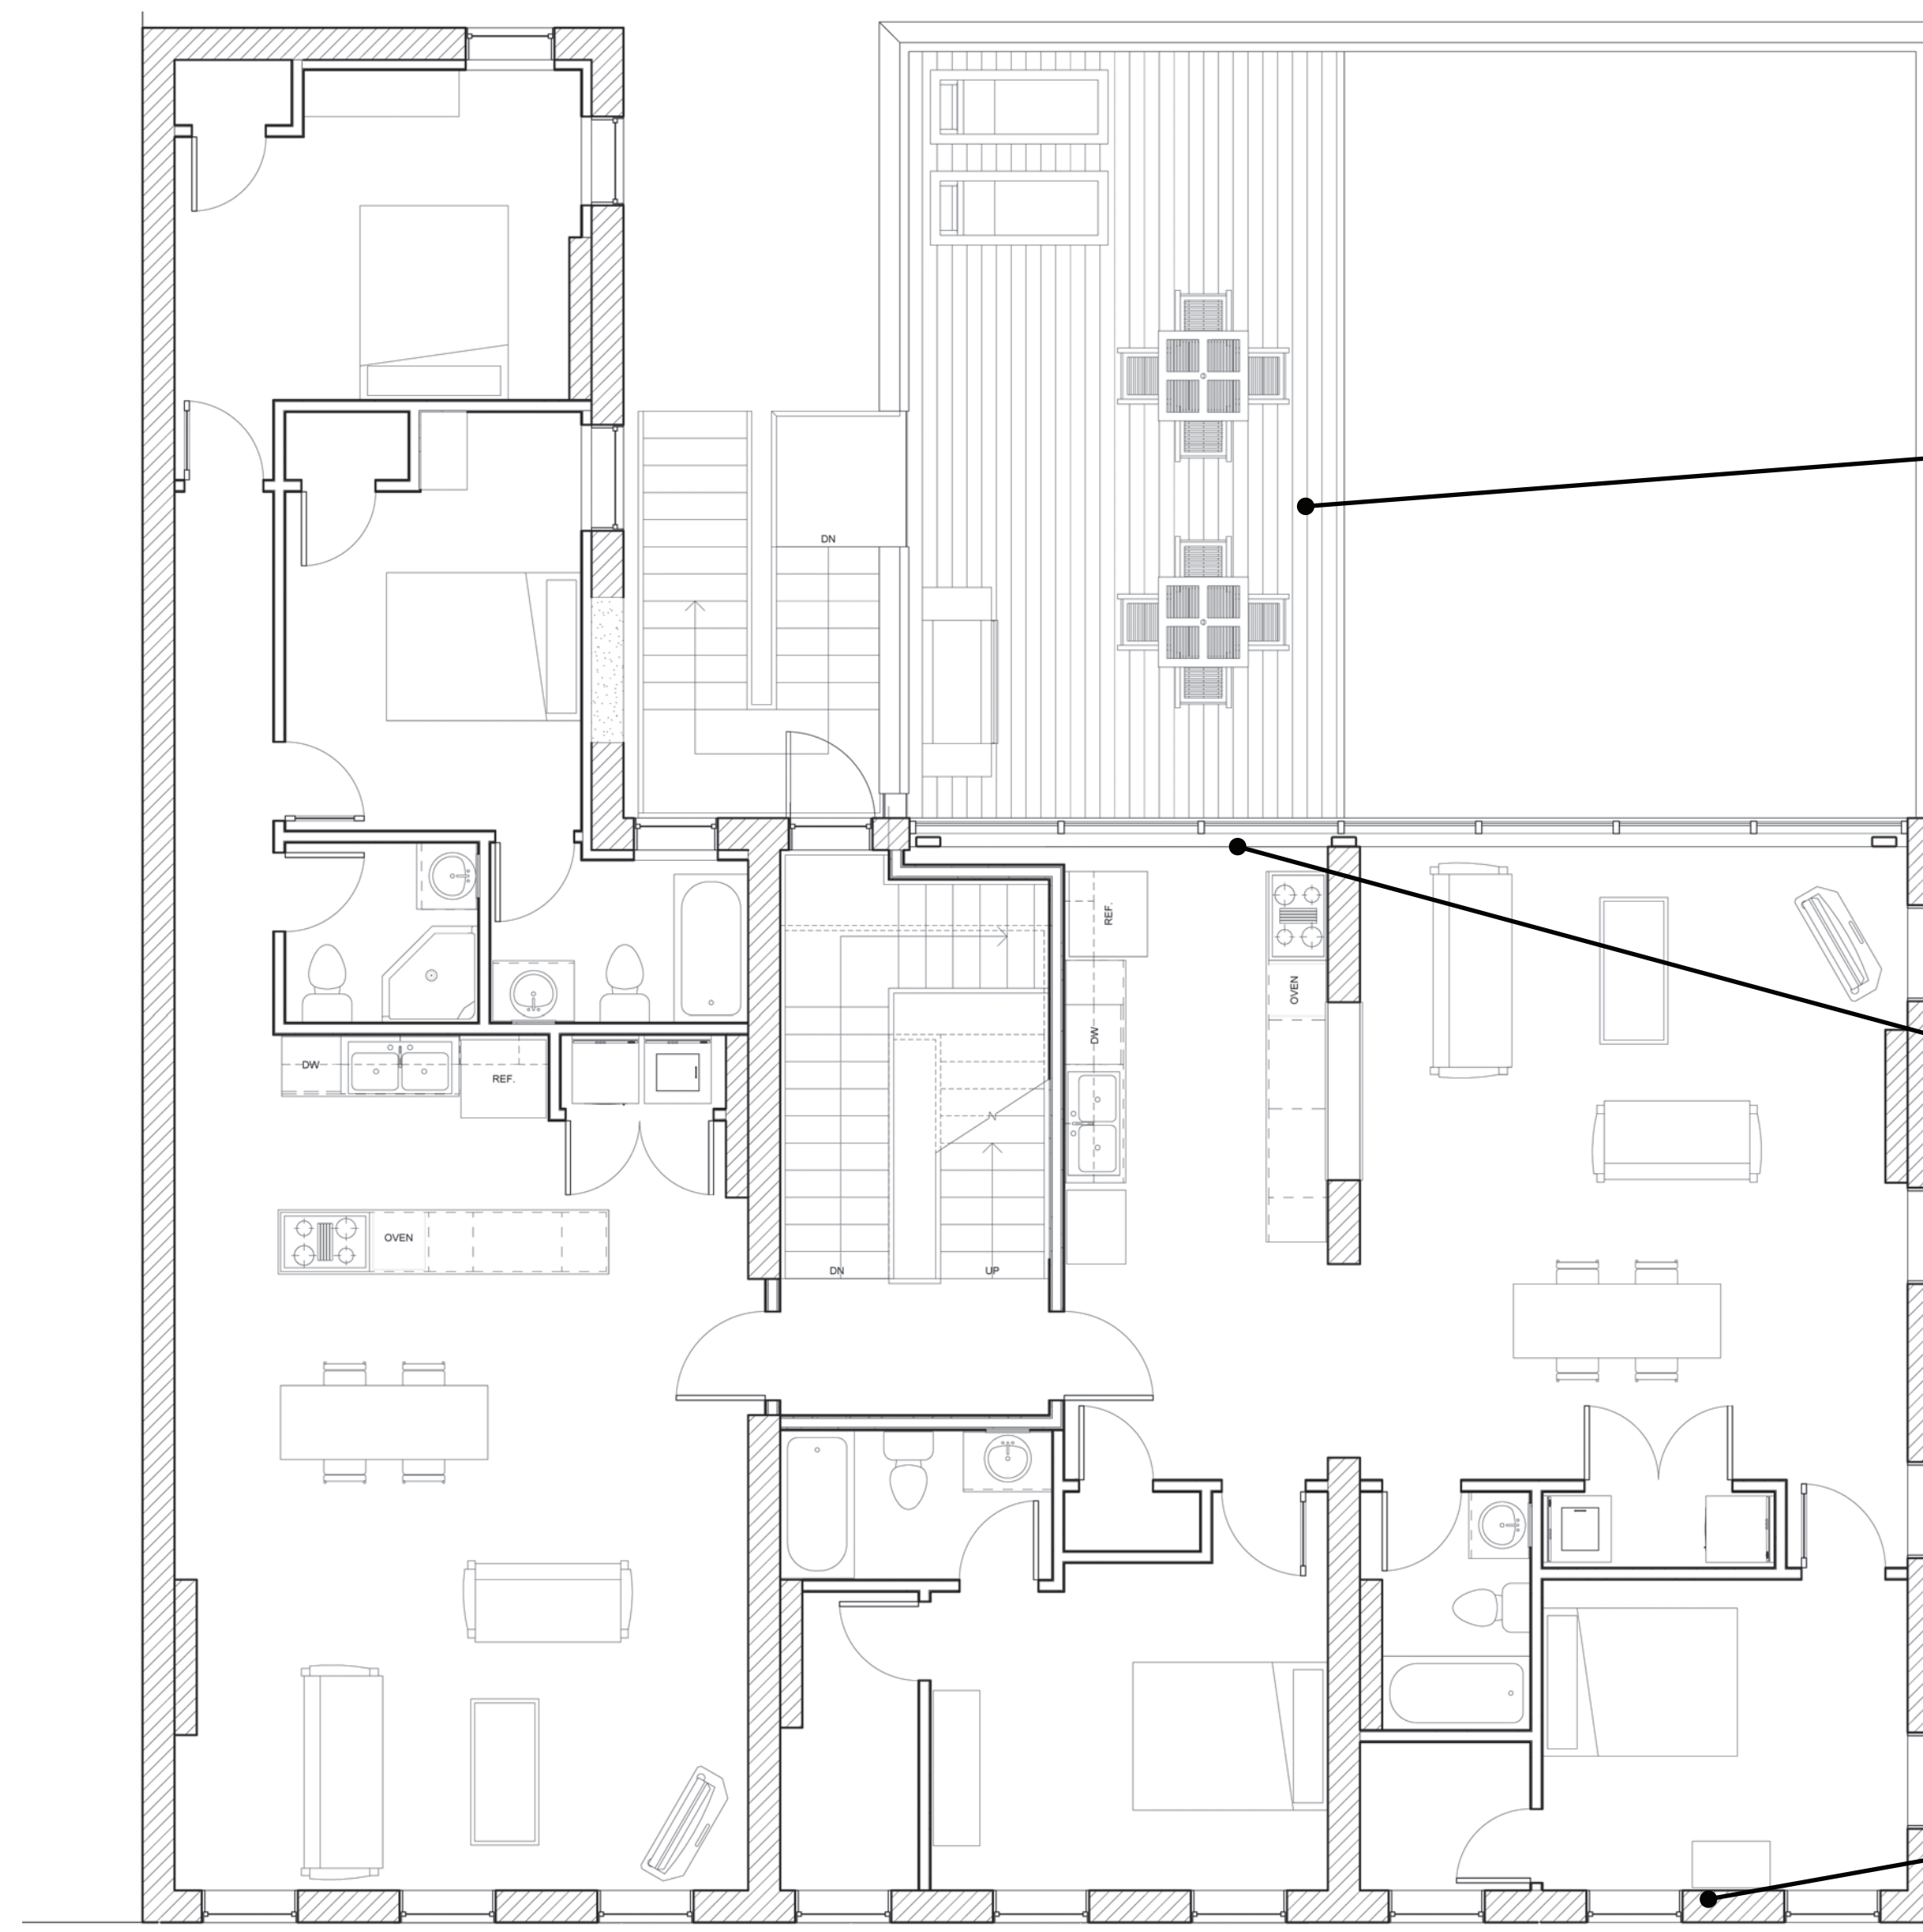 DN
REF.
OVEN
DW
DW
REF.
OVEN
DN
UP